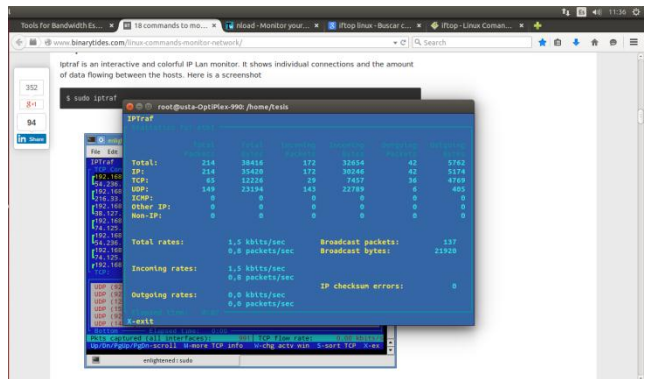 11:36
Tools for Bandwidth Es...
18 commands to mo...
nload - Monitor your...
iftop linux - Buscar c...
iftop - Linux Coman...
www.binarytides.com/linux-commands-monitor-network/
Search
Iptraf is an interactive and colorful IP Lan monitor. It shows individual connections and the amount
of data flowing between the hosts. Here is a screenshot
352
$ sudo iptraf
94
Share
root@usta-OptiPlex-990: /home/tesis
IPTraf
Total: 214 38416 172 32654 42 5762
IP: 214 35420 172 30246 42 5174
TCP: 65 12226 29 7457 36 4769
UDP: 149 23194 143 22789 6 405
ICMP: 0 0 0 0 0 0
Other IP: 0 0 0 0 0 0
Non-IP: 0 0 0 0 0 0
Total rates: 1,5 kbits/sec Broadcast packets: 137
0,8 packets/sec Broadcast bytes: 21920
Incoming rates: 1,5 kbits/sec
0,8 packets/sec
IP checksum errors: 0
Outgoing rates: 0,0 kbits/sec
0,0 packets/sec
X-exit
File Edit
IPTraf
Pkts captured (all interfaces): TCP flow rate:
Up/Dn/PgUp/PgDn-scroll M-more TCP info W-chg actv win S-sort TCP X-ex
enlightened : sudo